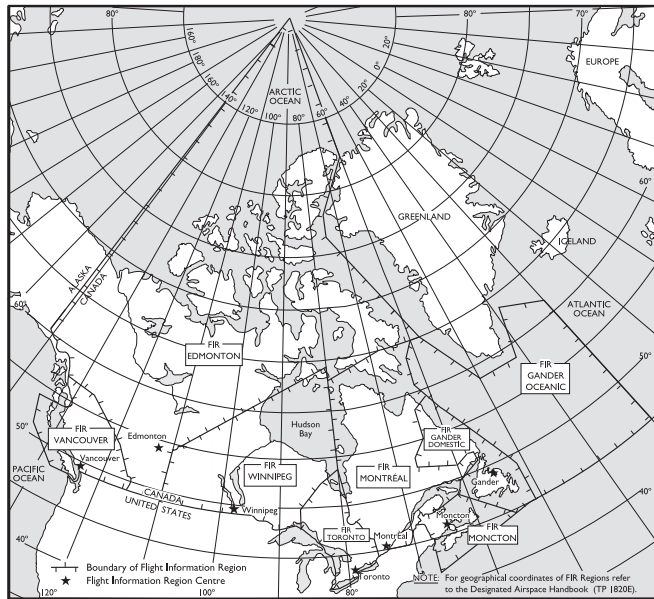 80°
160°
180°
160°
140°
120°
100°
80°
60°
40°
20°
0°
20°
80°
70°
EUROPE
ARCTIC
OCEAN
60°
GREENLAND
ICELAND
ALASKA
CANADA
ATLANTIC
OCEAN
60°
FIR
EDMONTON
FIR
GANDER
OCEANIC
50°
50°
Hudson
Bay
FIR
VANCOUVER
Edmonton
FIR
GANDER
DOMESTIC
Vancouver
FIR
WINNIPEG
FIR
MONTRÉAL
Gander
40°
PACIFIC
OCEAN
CANADA
UNITED STATES
Winnipeg
FIR
TORONTO
Montréal
Moncton
FIR
MONCTON
40°
Toronto
Boundary of Flight Information Region
Flight Information Region Centre
NOTE: For geographical coordinates of FIR Regions refer
to the Designated Airspace Handbook (TP 1820E).
120°
100°
80°